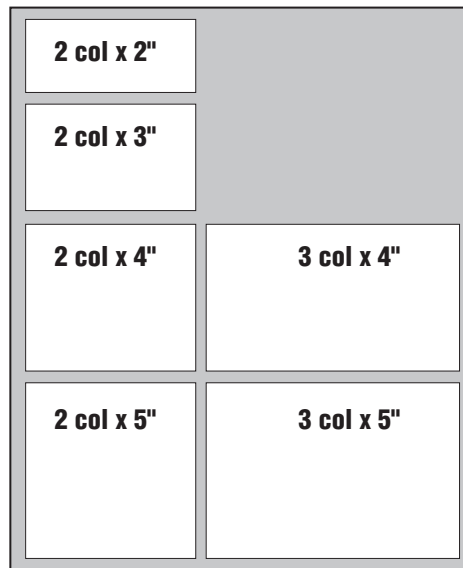 2 col x 2"
2 col x 3"
2 col x 4"
3 col x 4"
2 col x 5"
3 col x 5"